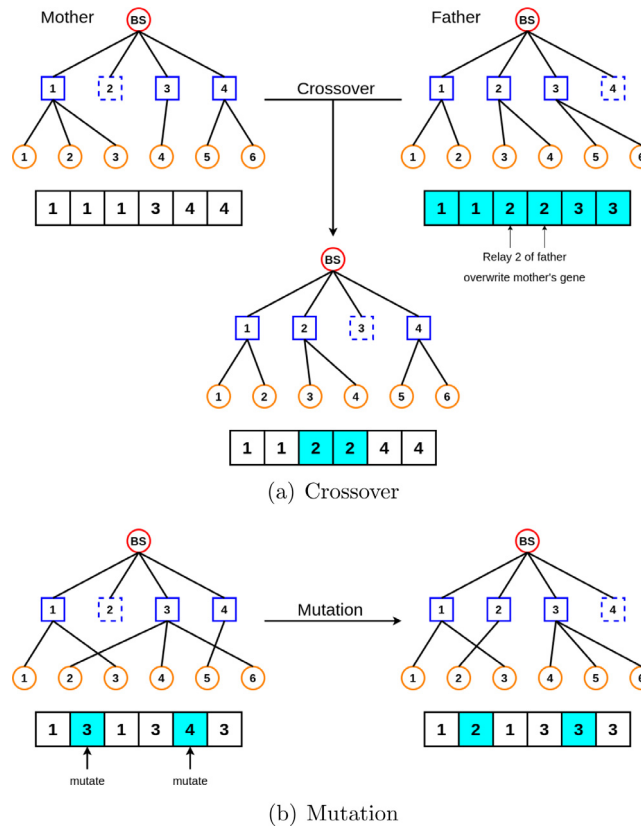 Mother
BS
Father
BS
1 2 3 4
Crossover
1 2 3 4
1 2 3 4 5 6
1 2 3 4 5 6
1 1 1 3 4 4
1 1 2 2 3 3
Relay 2 of father
overwrite mother's gene
BS
1 2 3 4
1 2 3 4 5 6
1 1 2 2 4 4
(a) Crossover
BS
BS
1 2 3 4
Mutation
1 2 3 4
1 2 3 4 5 6
1 2 3 4 5 6
1 3 1 3 4 3
1 2 1 3 3 3
mutate
mutate
(b) Mutation